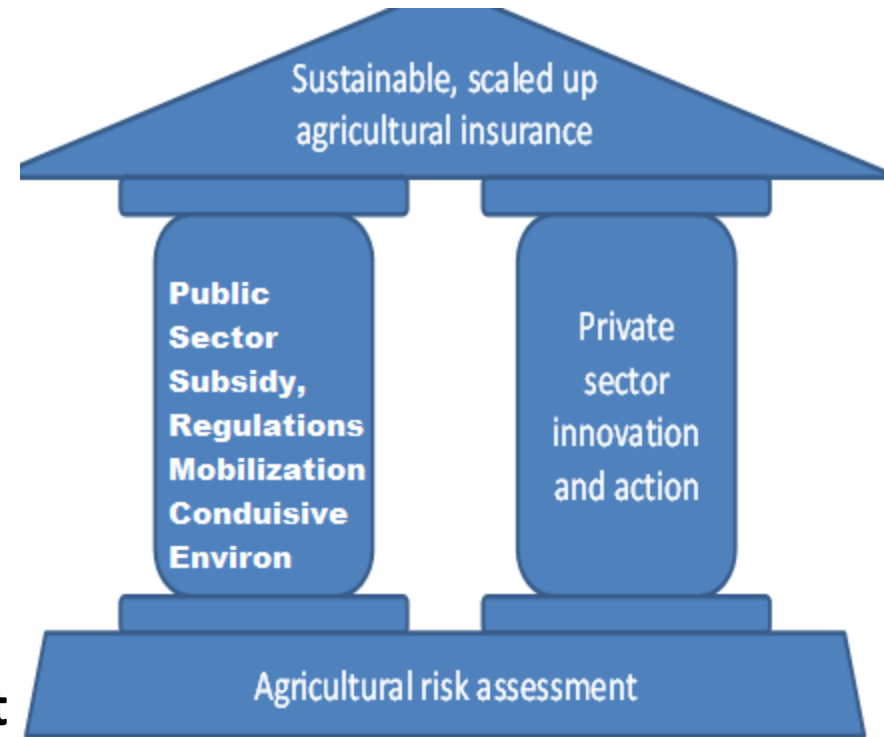 Sustainable, scaled up
agricultural insurance
Public
Sector
Subsidy,
Regulations
Mobilization
Conduisive
Environ
Private
sector
innovation
and action
Agricultural risk assessment
t